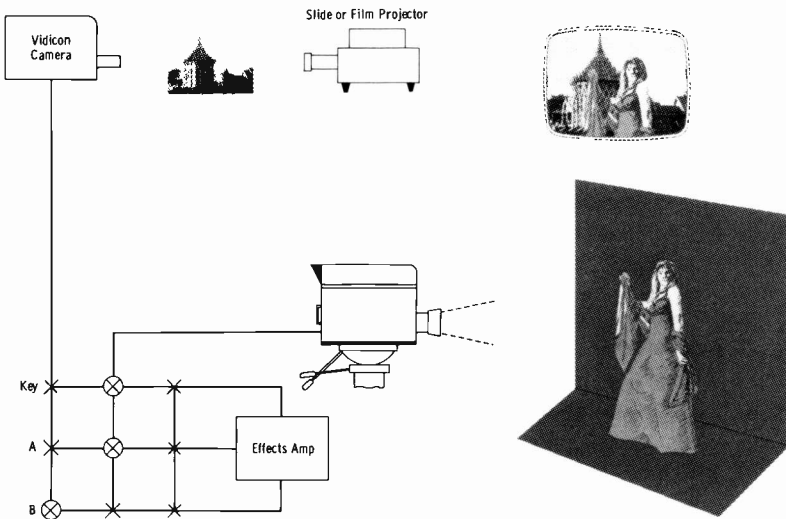 Slide or Film Projector
Vidicon
Camera
Key
A
Effects Amp
B